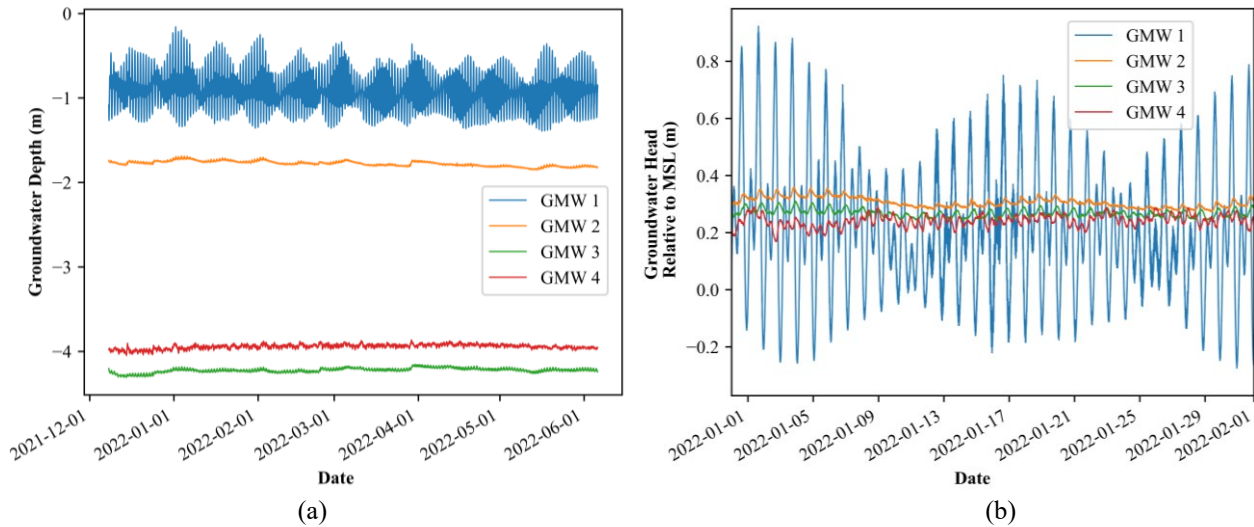 0
−1
−2
−3
−4
Groundwater Depth (m)
GMW 1
GMW 2
GMW 3
GMW 4
2021-12-01
2022-01-01
2022-02-01
2022-03-01
2022-04-01
2022-05-01
2022-06-01
Date
(a)
0.8
0.6
0.4
0.2
0.0
−0.2
Groundwater Head
Relative to MSL (m)
GMW 1
GMW 2
GMW 3
GMW 4
2022-01-01
2022-01-05
2022-01-09
2022-01-13
2022-01-17
2022-01-21
2022-01-25
2022-01-29
2022-02-01
Date
(b)